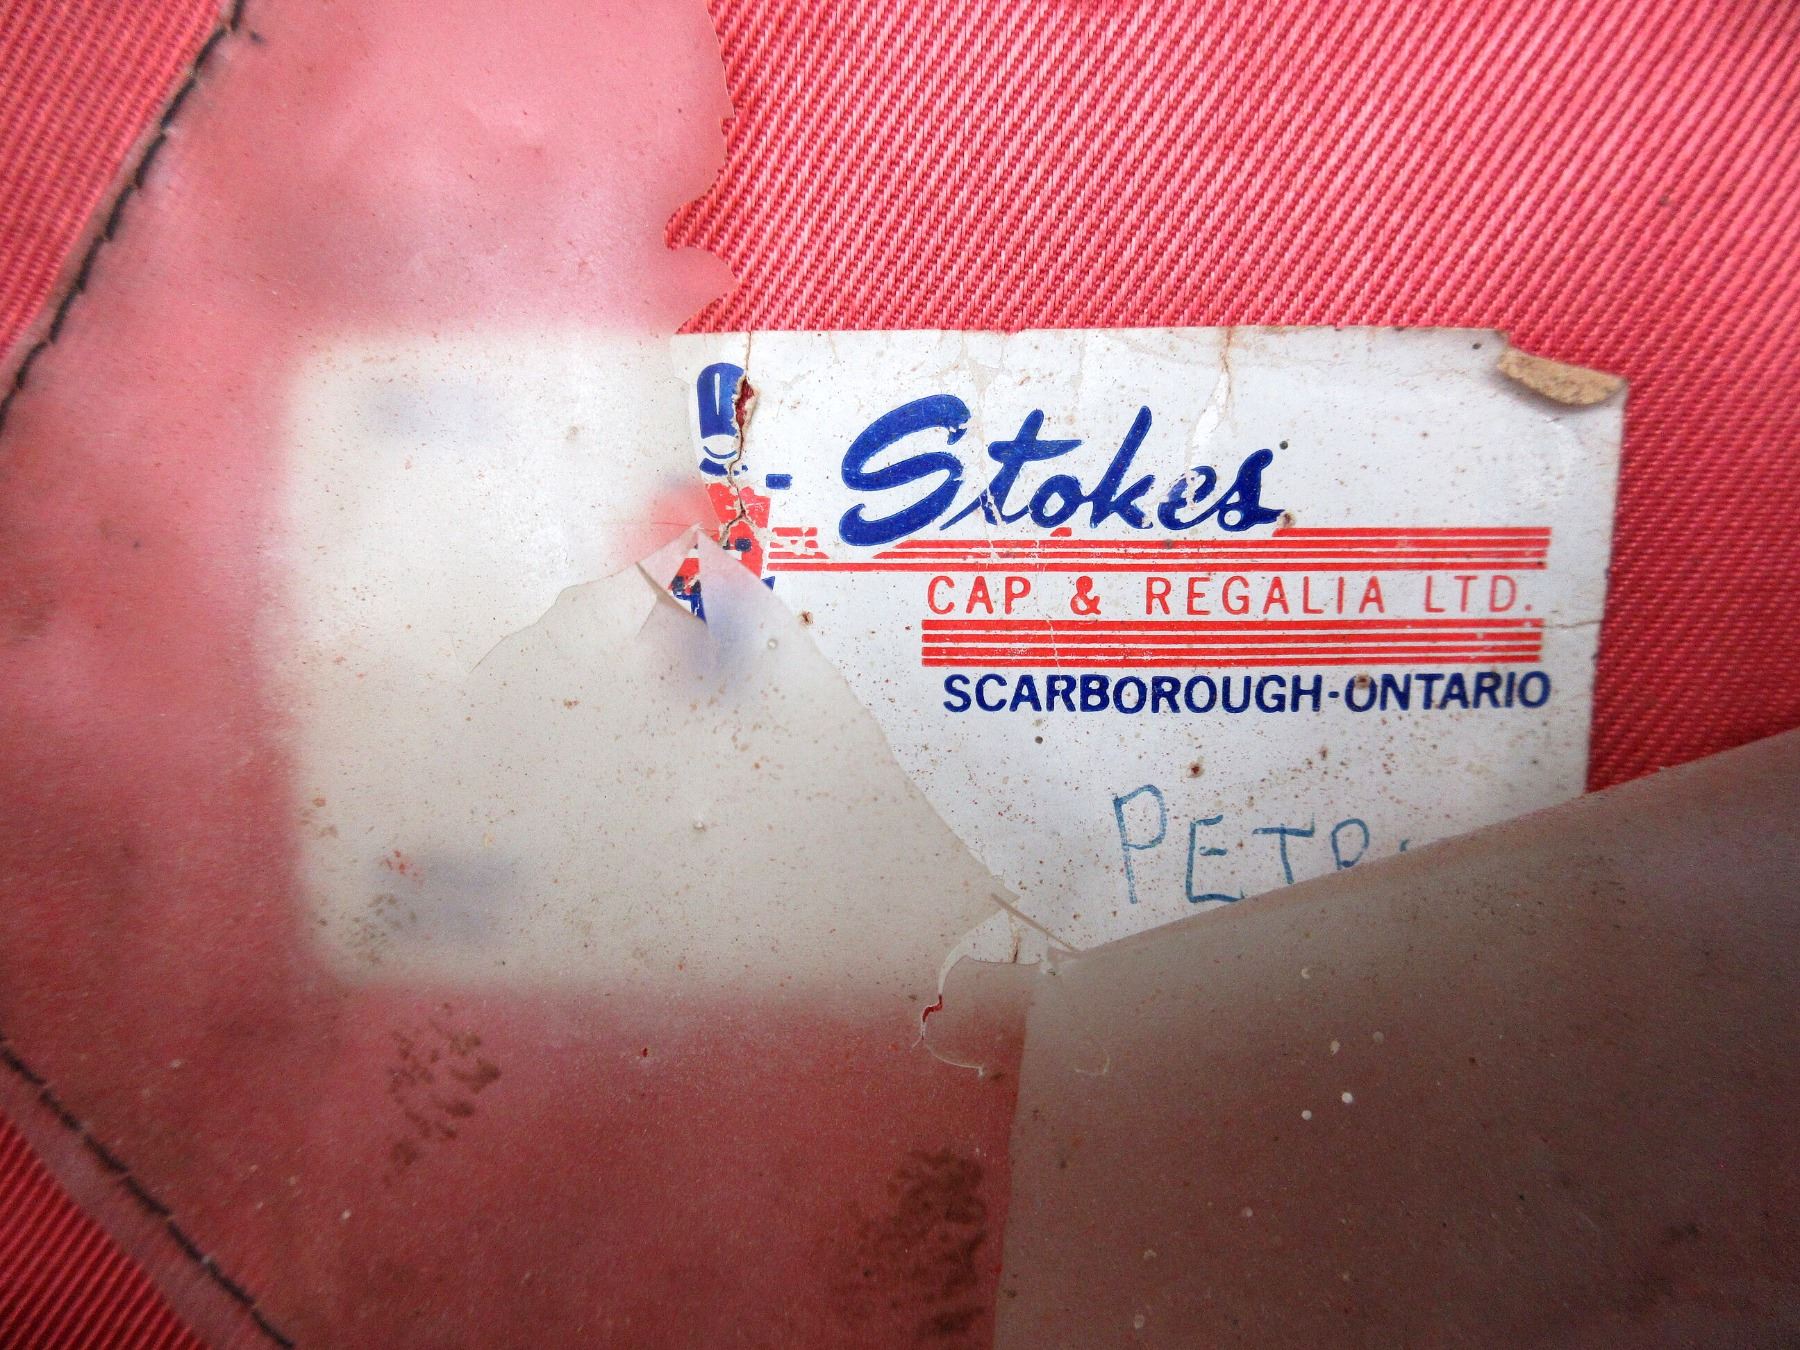 Stokes
CAP & REGALIA LTD.
SCARBOROUGH-ONTARIO